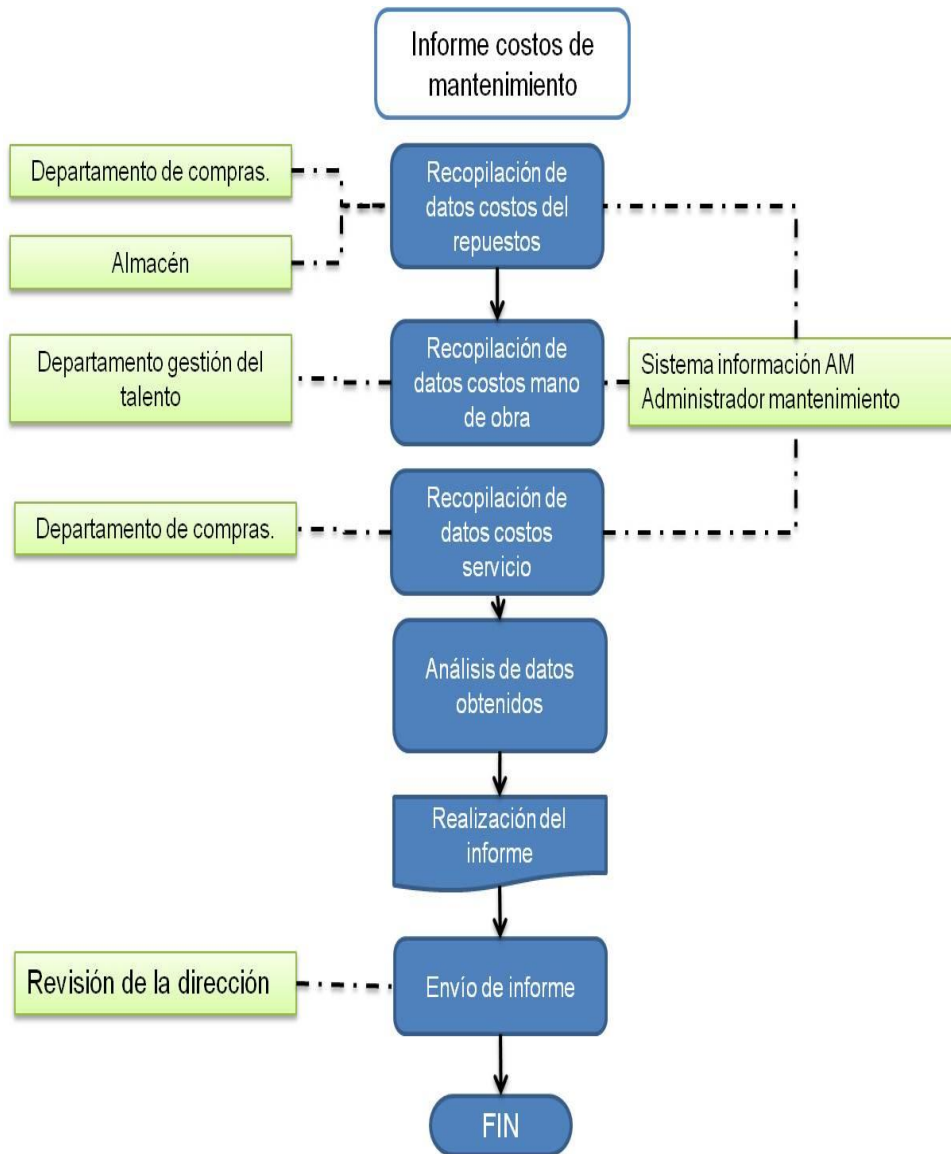 Informe costos de
mantenimiento
Departamento de compras.
Almacén
Recopilación de
datos costos del
repuestos
Departamento gestión del
talento
Recopilación de
datos costos mano
de obra
Sistema información AM
Administrador mantenimiento
Departamento de compras.
Recopilación de
datos costos
servicio
Análisis de datos
obtenidos
Realización del
informe
Revisión de la dirección
Envío de informe
FIN